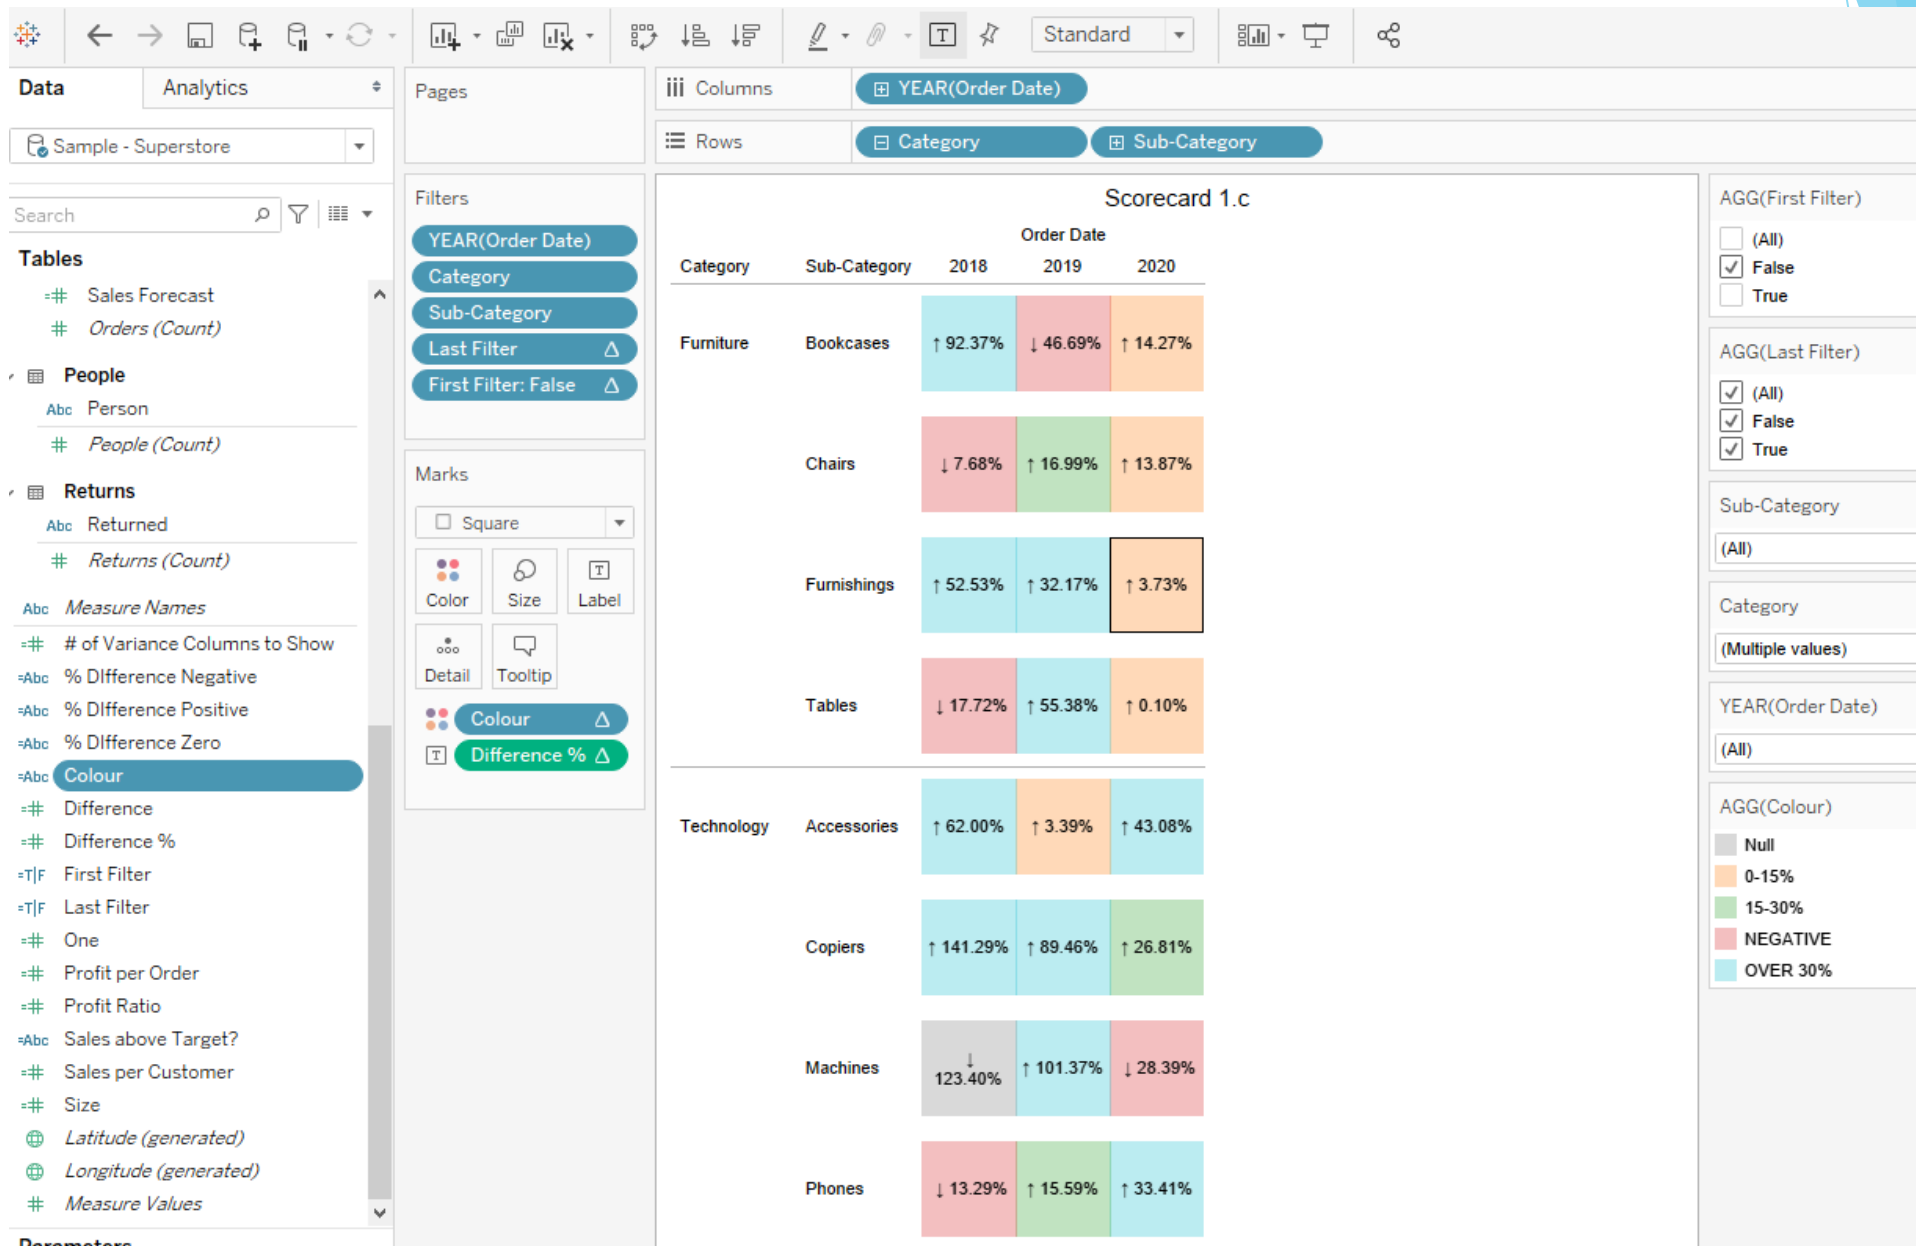 Standard
Data
Analytics
Pages
Columns
YEAR(Order Date)
Sample - Superstore
Rows
Category
Sub-Category
Search
Tables
Sales Forecast
Orders (Count)
People
Abc Person
People (Count)
Returns
Abc Returned
Returns (Count)
Abc Measure Names
# of Variance Columns to Show
=Abc % DIfference Negative
=Abc % DIfference Positive
=Abc % DIfference Zero
=Abc Colour
Difference
Difference %
=T|F First Filter
=T|F Last Filter
One
Profit per Order
Profit Ratio
=Abc Sales above Target?
Sales per Customer
Size
Latitude (generated)
Longitude (generated)
Measure Values
Filters
YEAR(Order Date)
Category
Sub-Category
Last Filter Δ
First Filter: False Δ
Marks
Square
Color
Size
Label
Detail
Tooltip
Colour Δ
Difference % Δ
Scorecard 1.c
Order Date
Category Sub-Category 2018 2019 2020
Furniture Bookcases ↑ 92.37% ↓ 46.69% ↑ 14.27%
Chairs ↓ 7.68% ↑ 16.99% ↑ 13.87%
Furnishings ↑ 52.53% ↑ 32.17% ↑ 3.73%
Tables ↓ 17.72% ↑ 55.38% ↑ 0.10%
Technology Accessories ↑ 62.00% ↑ 3.39% ↑ 43.08%
Copiers ↑ 141.29% ↑ 89.46% ↑ 26.81%
Machines ↓ 123.40% ↑ 101.37% ↓ 28.39%
Phones ↓ 13.29% ↑ 15.59% ↑ 33.41%
AGG(First Filter)
(All)
False
True
AGG(Last Filter)
(All)
False
True
Sub-Category
(All)
Category
(Multiple values)
YEAR(Order Date)
(All)
AGG(Colour)
Null
0-15%
15-30%
NEGATIVE
OVER 30%